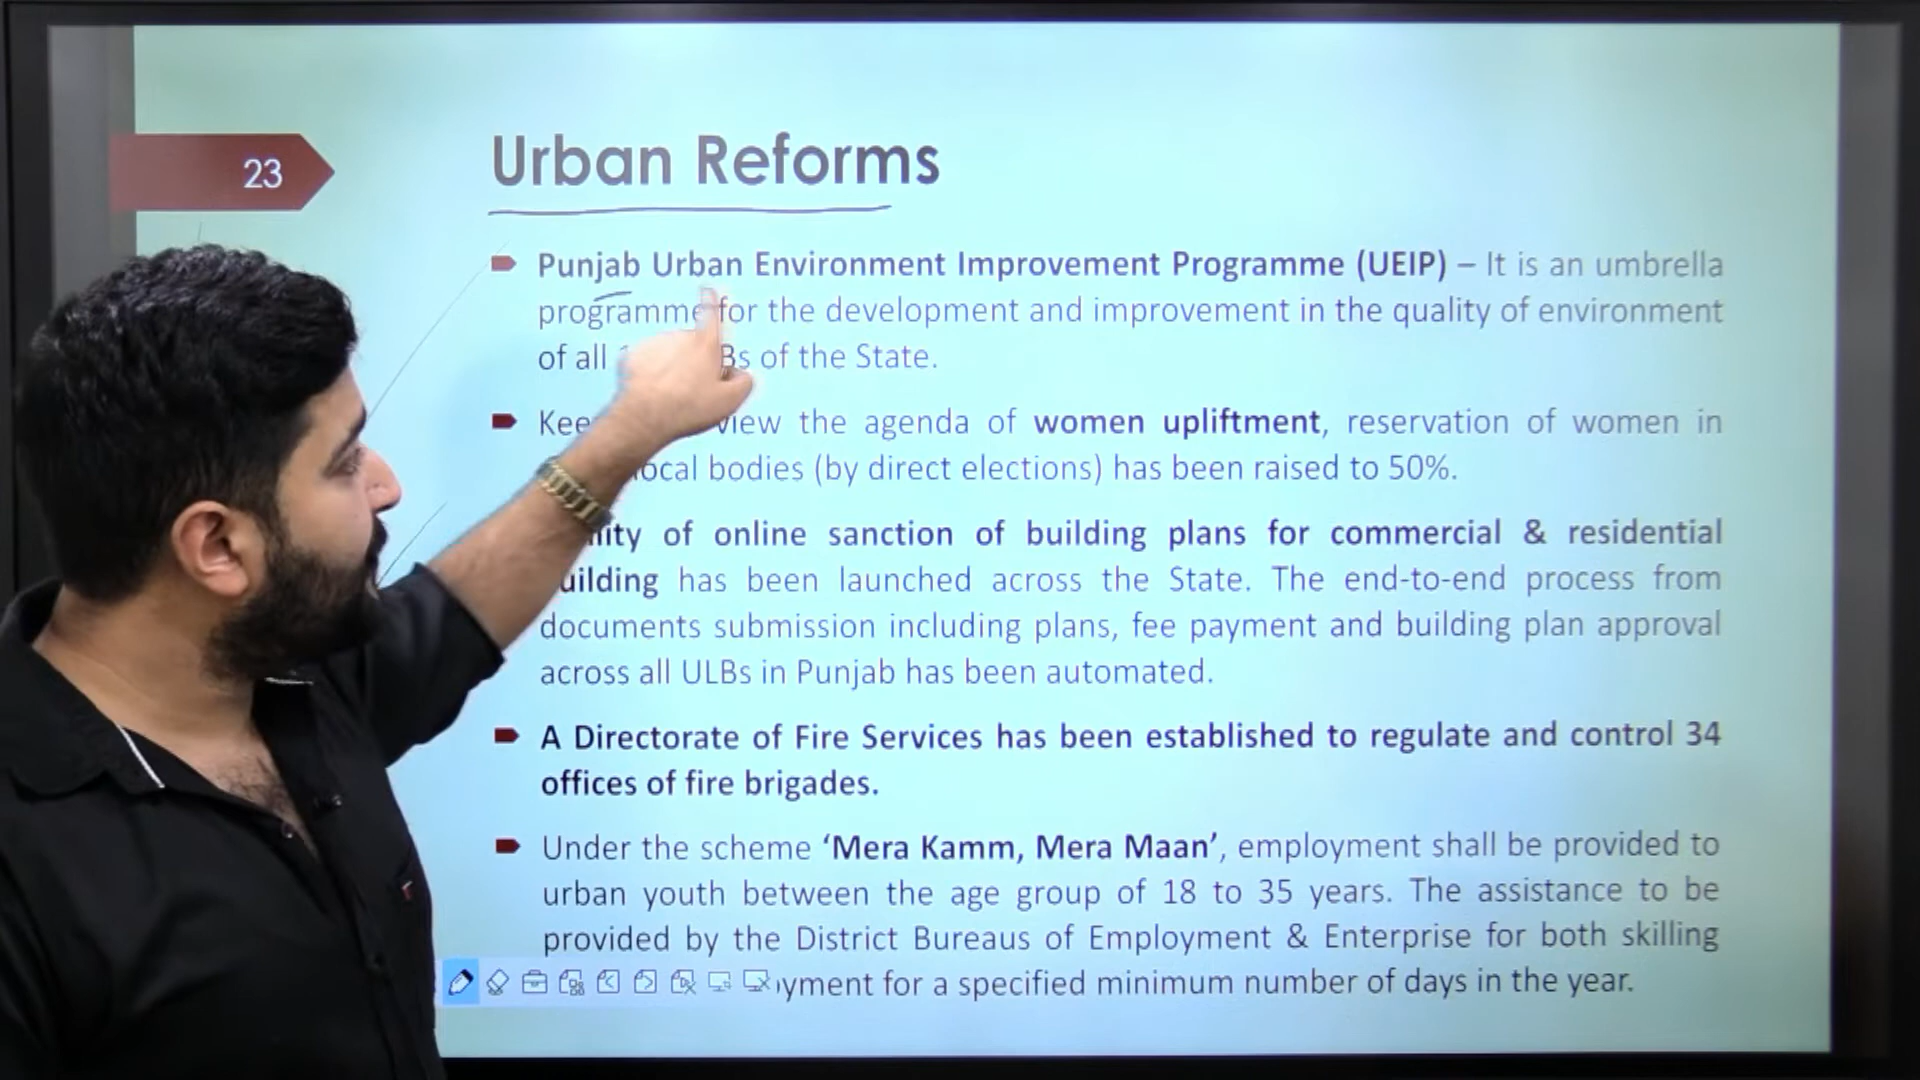 23
Urban Reforms
Punjab Urban Environment Improvement Programme (UEIP) – It is an umbrella
programme for the development and improvement in the quality of environment
of all of the State.
view the agenda of women upliftment, reservation of women in
local bodies (by direct elections) has been raised to 50%.
of online sanction of building plans for commercial & residential
building has been launched across the State. The end-to-end process from
documents submission including plans, fee payment and building plan approval
across all ULBs in Punjab has been automated.
A Directorate of Fire Services has been established to regulate and control 34
offices of fire brigades.
Under the scheme ‘Mera Kamm, Mera Maan’, employment shall be provided to
urban youth between the age group of 18 to 35 years. The assistance to be
provided by the District Bureaus of Employment & Enterprise for both skilling
for a specified minimum number of days in the year.